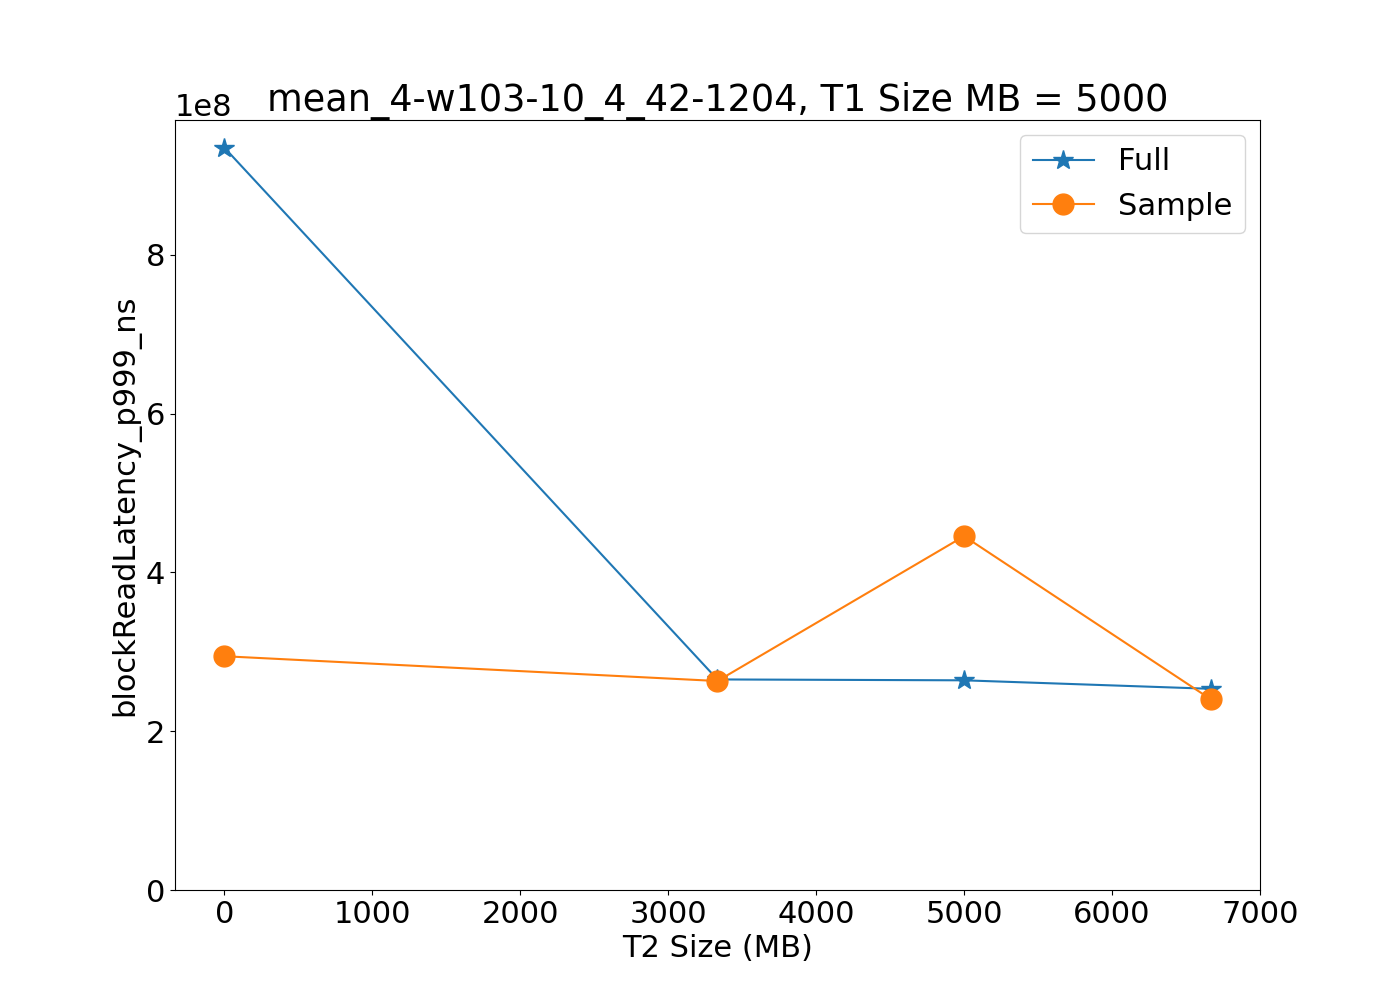 1e8
mean_4-w103-10_4_42-1204, T1 Size MB = 5000
Full
Sample
blockReadLatency_p999_ns
8
6
4
2
0
0 1000 2000 3000 4000 5000 6000 7000
T2 Size (MB)